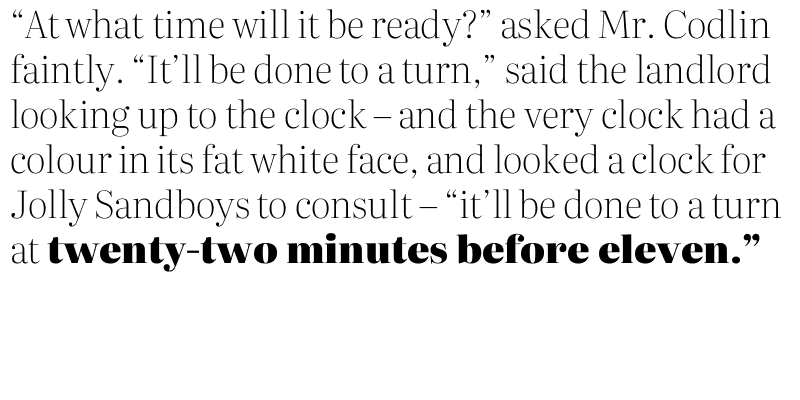 “At what time will it be ready?” asked Mr. Codlin
faintly. “It’ll be done to a turn,” said the landlord
looking up to the clock – and the very clock had a
colour in its fat white face, and looked a clock for
Jolly Sandboys to consult – “it’ll be done to a turn
at twenty-two minutes before eleven.”